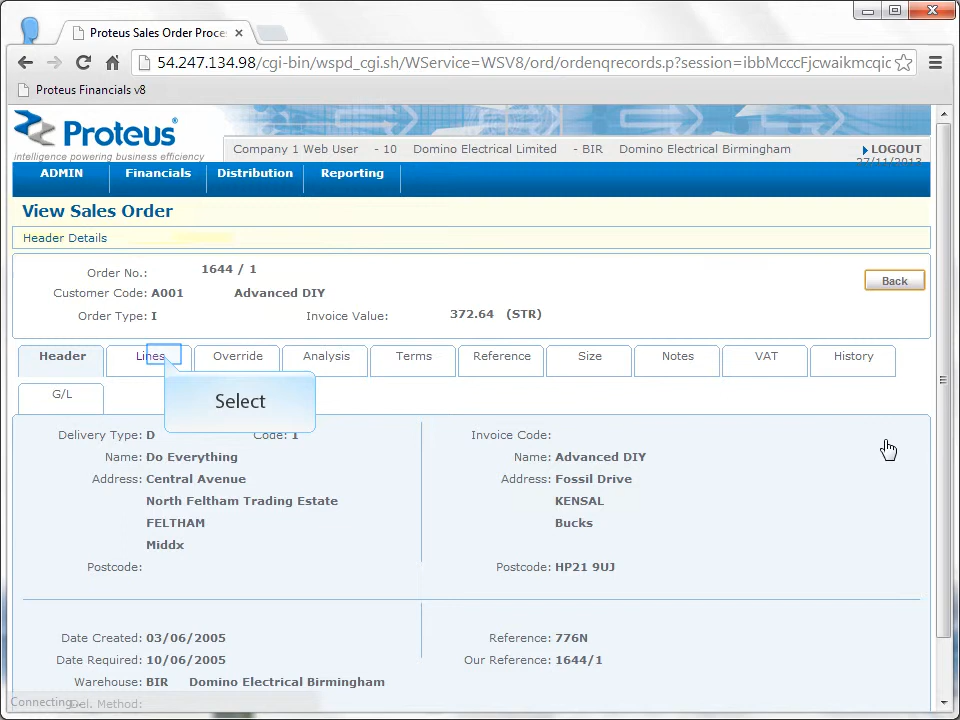 Proteus Sales Order Proce
54.247.134.98/cgi-bin/wspd_cgi.sh/WService=WSV8/ord/ordenqrecords.p?session=ibbMcccFjcwaikmcqic
Proteus Financials v8
Proteus®
intelligence powering business efficiency
Company 1 Web User - 10 Domino Electrical Limited - BIR Domino Electrical Birmingham
LOGOUT
27/11/2013
ADMIN Financials Distribution Reporting
View Sales Order
Header Details
Order No.: 1644 / 1
Back
Customer Code: A001 Advanced DIY
Order Type: I Invoice Value: 372.64 (STR)
Header Lines Override Analysis Terms Reference Size Notes VAT History
G/L
Select
Delivery Type: D Code: 1 Invoice Code:
Name: Do Everything Name: Advanced DIY
Address: Central Avenue Address: Fossil Drive
North Feltham Trading Estate KENSAL
FELTHAM Bucks
Middx
Postcode: Postcode: HP21 9UJ
Date Created: 03/06/2005 Reference: 776N
Date Required: 10/06/2005 Our Reference: 1644/1
Warehouse: BIR Domino Electrical Birmingham
Connecting...
Del. Method: